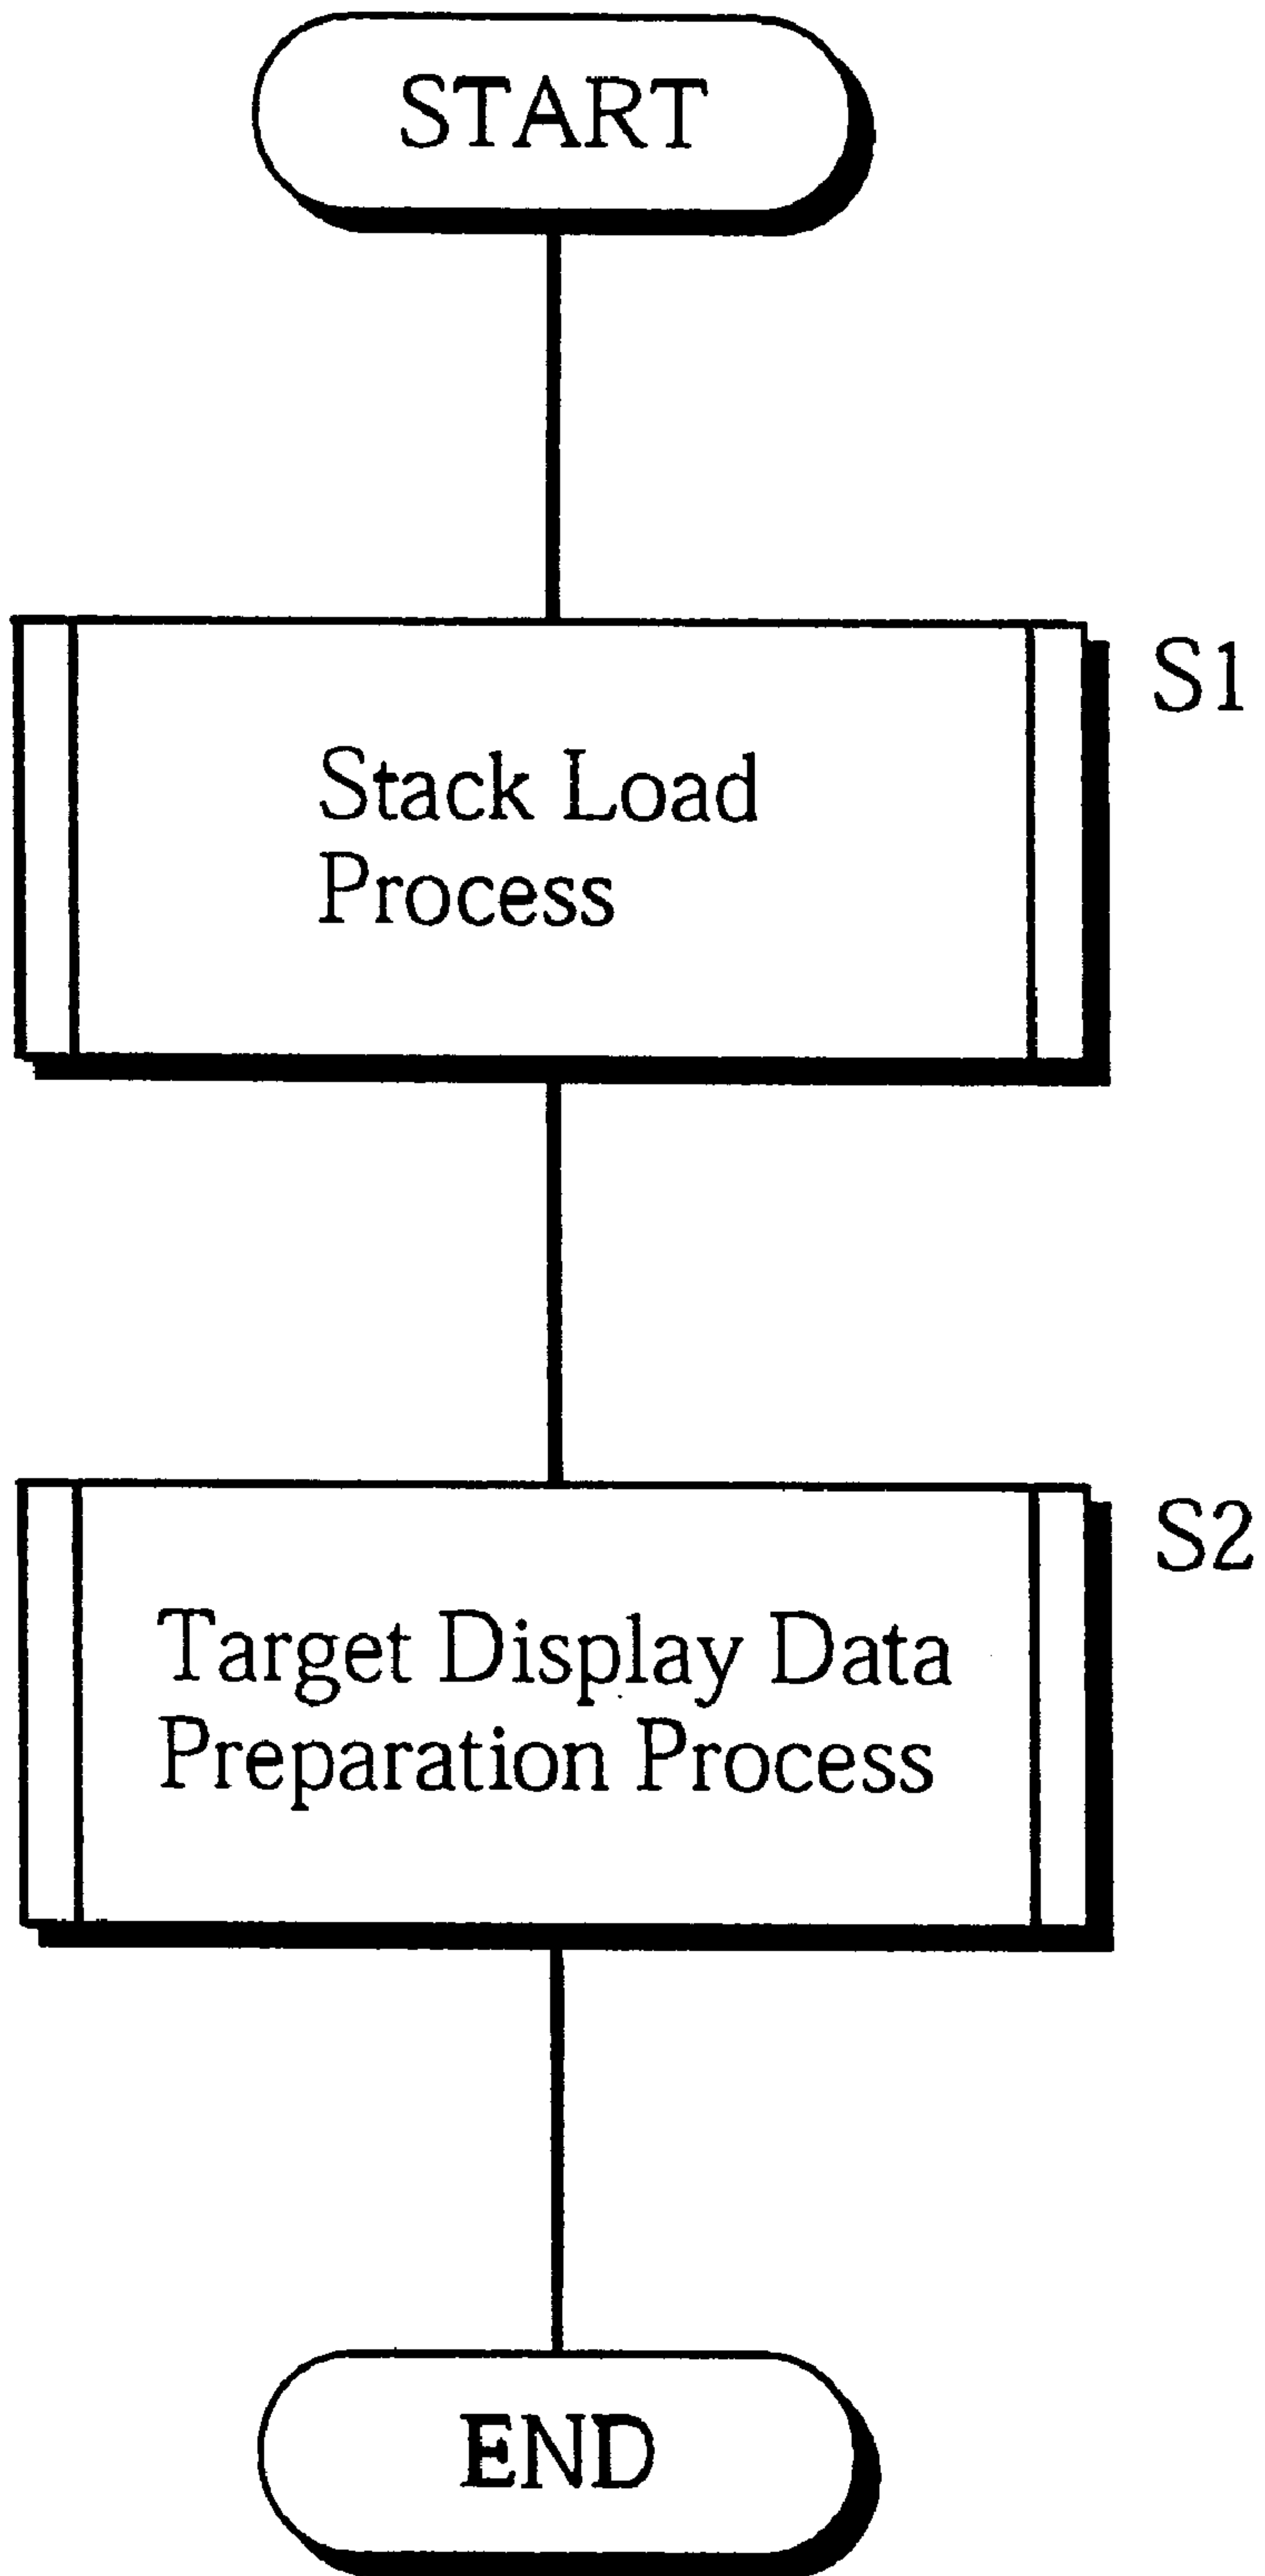 START
S1
Stack Load
Process
S2
Target Display Data
Preparation Process
END